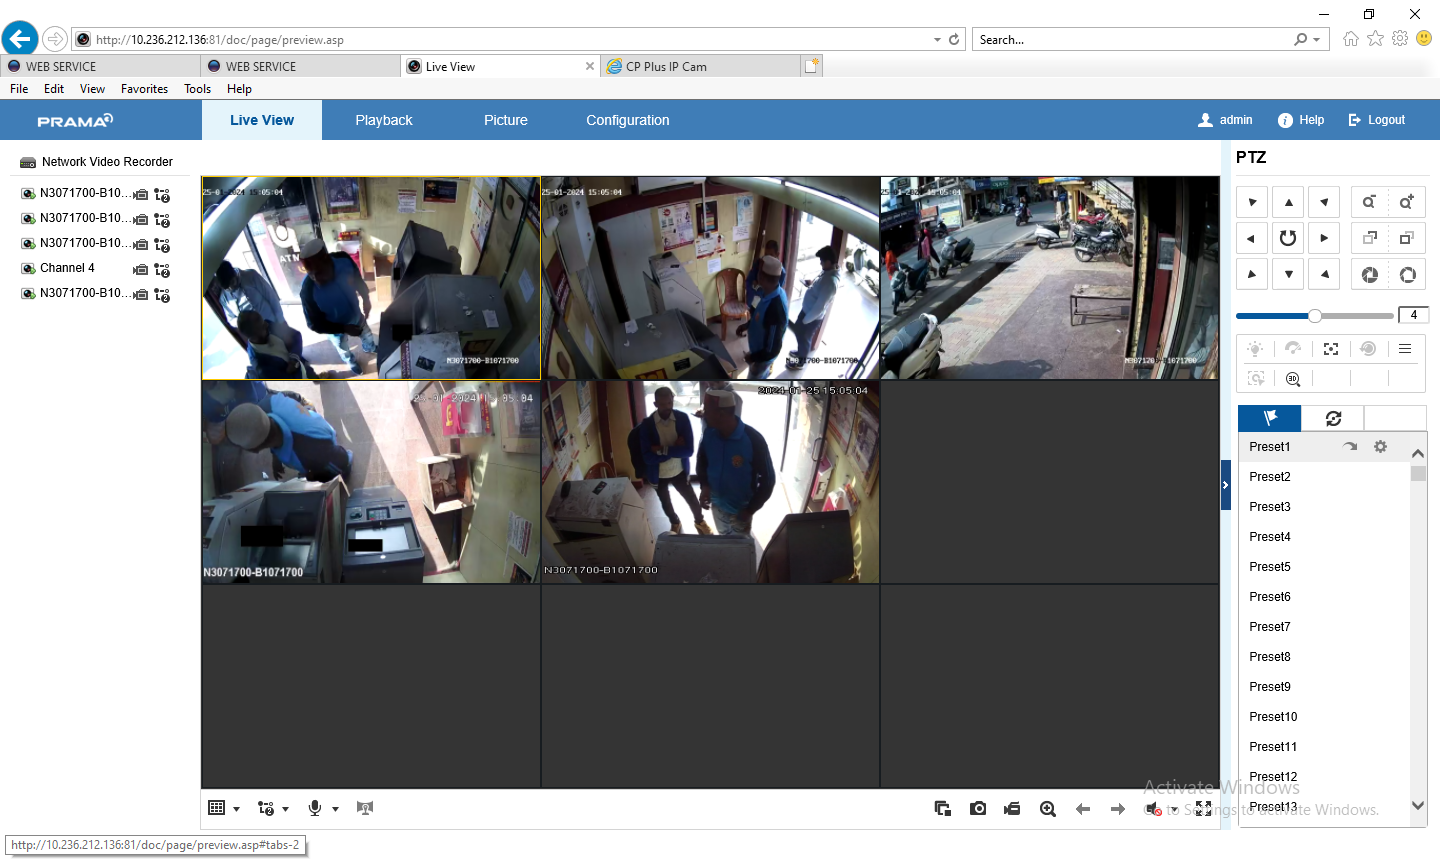 http://10.236.212.136:81/doc/page/preview.asp
Search...
WEB SERVICE
WEB SERVICE
Live View
CP Plus IP Cam
File Edit View Favorites Tools Help
PRAMA
Live View
Playback
Picture
Configuration
admin
Help
Logout
Network Video Recorder
N3071700-B10...
N3071700-B10...
N3071700-B10...
Channel 4
N3071700-B10...
25-01-2024 15:05:04
N3071700-B1071700
25-01-2024 15:05:04
N3071700-B1071700
25-01-2024 15:05:04
N3071700-B1071700
25-01-2024 15:05:04
N3071700-B1071700
2024-01-25 15:05:04
N3071700-B1071700
PTZ
4
3D
Preset1
Preset2
Preset3
Preset4
Preset5
Preset6
Preset7
Preset8
Preset9
Preset10
Preset11
Preset12
Preset13
Activate Windows
Go to Settings to activate Windows.
http://10.236.212.136:81/doc/page/preview.asp#tabs-2